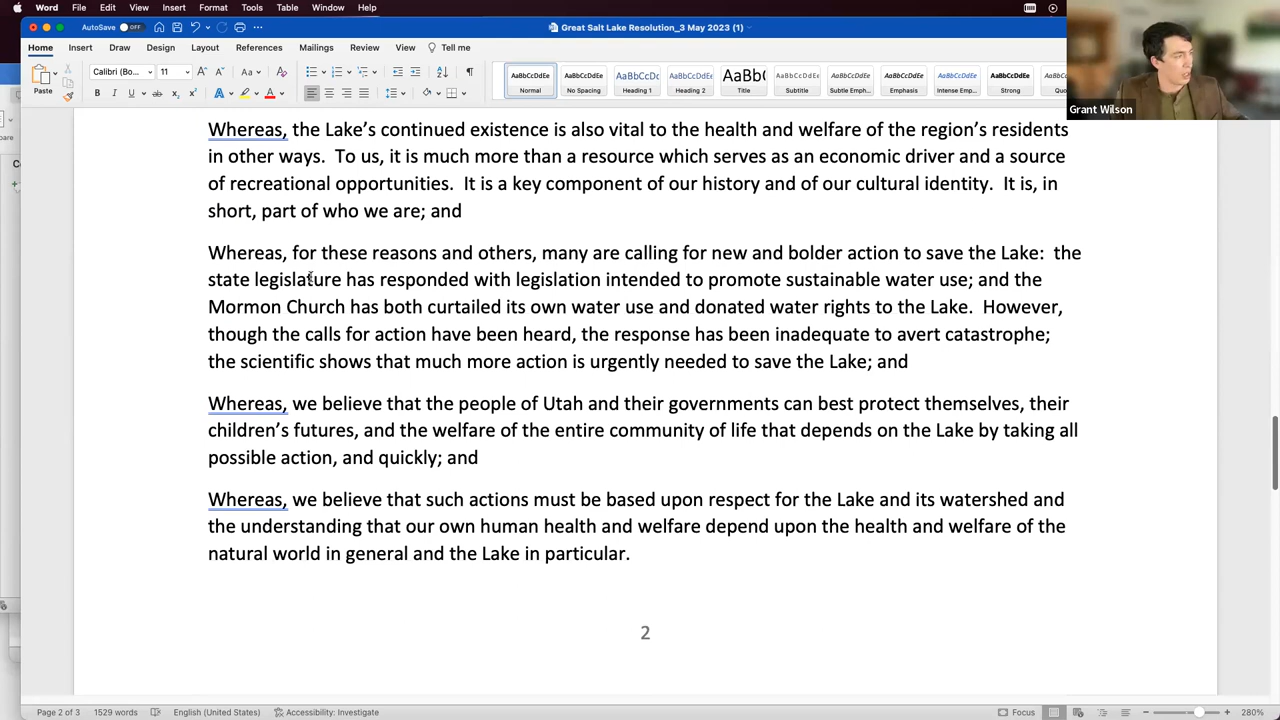 Word File Edit View Insert Format Tools Table Window Help
AutoSave OFF Great Salt Lake Resolution_3 May 2023 (1)
Home Insert Draw Design Layout References Mailings Review View Tell me
Paste Calibri (Bo... 11 Aa
B I U ab x₂ x² A A
AaBbCcDdEe AaBbCcDdEe AaBbCcDc AaBbCcDdEe AaBb( AaBbCcDdEe AaBbCcDdEe AaBbCcDdEe AaBbCcDdEe AaBbCcDdEe
Normal No Spacing Heading 1 Heading 2 Title Subtitle Subtle Emph... Emphasis Intense Emp... Strong
Grant Wilson
Whereas, the Lake's continued existence is also vital to the health and welfare of the region's residents
in other ways. To us, it is much more than a resource which serves as an economic driver and a source
of recreational opportunities. It is a key component of our history and of our cultural identity. It is, in
short, part of who we are; and
Whereas, for these reasons and others, many are calling for new and bolder action to save the Lake: the
state legislature has responded with legislation intended to promote sustainable water use; and the
Mormon Church has both curtailed its own water use and donated water rights to the Lake. However,
though the calls for action have been heard, the response has been inadequate to avert catastrophe;
the scientific shows that much more action is urgently needed to save the Lake; and
Whereas, we believe that the people of Utah and their governments can best protect themselves, their
children's futures, and the welfare of the entire community of life that depends on the Lake by taking all
possible action, and quickly; and
Whereas, we believe that such actions must be based upon respect for the Lake and its watershed and
the understanding that our own human health and welfare depend upon the health and welfare of the
natural world in general and the Lake in particular.
2
Page 2 of 3 1529 words English (United States) Accessibility: Investigate Focus 280%